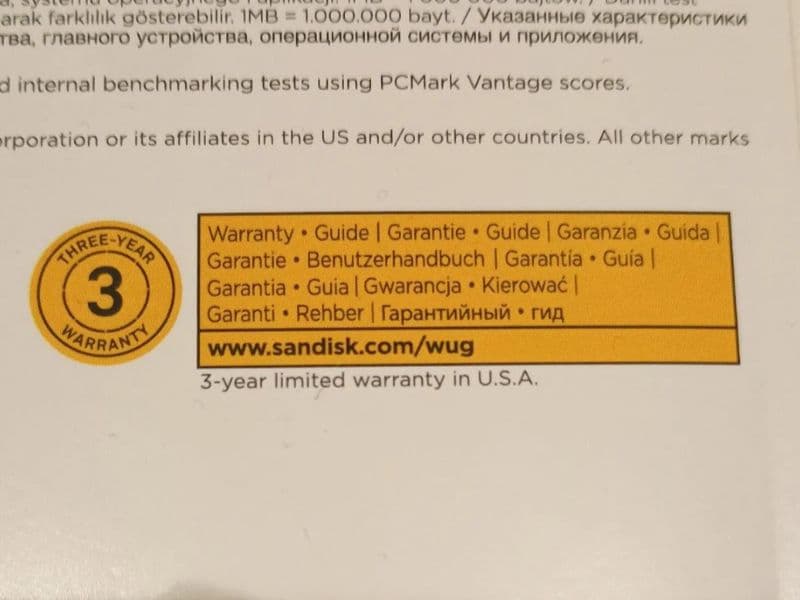 arak farklılık gösterebilir. 1MB = 1.000.000 bayt. / Указанные характеристики
тва, главного устройства, операционной системы и приложения.
d internal benchmarking tests using PCMark Vantage scores.
orporation or its affiliates in the US and/or other countries. All other marks
THREE-YEAR
3
WARRANTY
Warranty • Guide | Garantie • Guide | Garanzia • Guida |
Garantie • Benutzerhandbuch | Garantía • Guía |
Garantia • Guia | Gwarancja • Kierować |
Garanti • Rehber | Гарантийный • гид
www.sandisk.com/wug
3-year limited warranty in U.S.A.